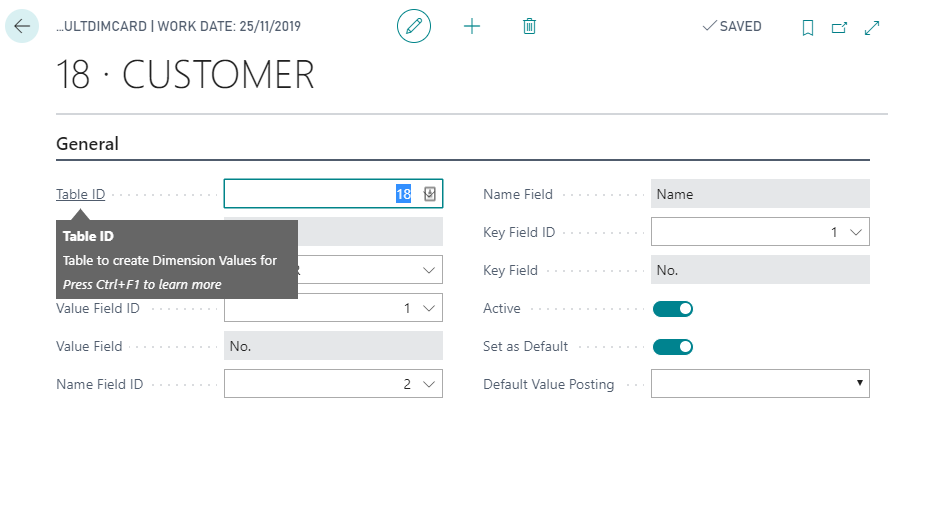 ...ULTDIMCARD | WORK DATE: 25/11/2019
SAVED
18 · CUSTOMER
General
Table ID
18
Table ID
Table to create Dimension Values for
Press Ctrl+F1 to learn more
Value Field ID
1
Value Field
No.
Name Field ID
2
Name Field
Name
Key Field ID
1
Key Field
No.
Active
Set as Default
Default Value Posting